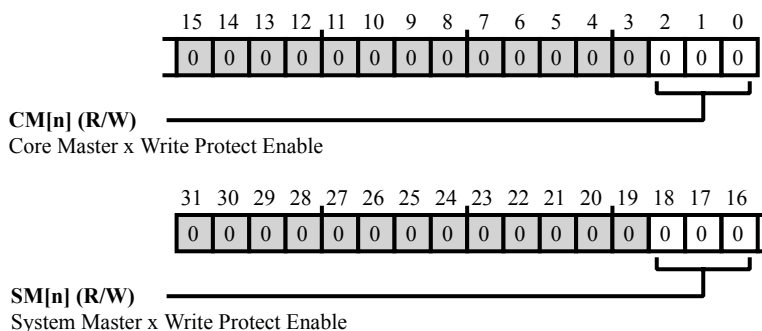 15 14 13 12 11 10 9 8 7 6 5 4 3 2 1 0
0 0 0 0 0 0 0 0 0 0 0 0 0 0 0 0
CM[n] (R/W)
Core Master x Write Protect Enable
31 30 29 28 27 26 25 24 23 22 21 20 19 18 17 16
0 0 0 0 0 0 0 0 0 0 0 0 0 0 0 0
SM[n] (R/W)
System Master x Write Protect Enable